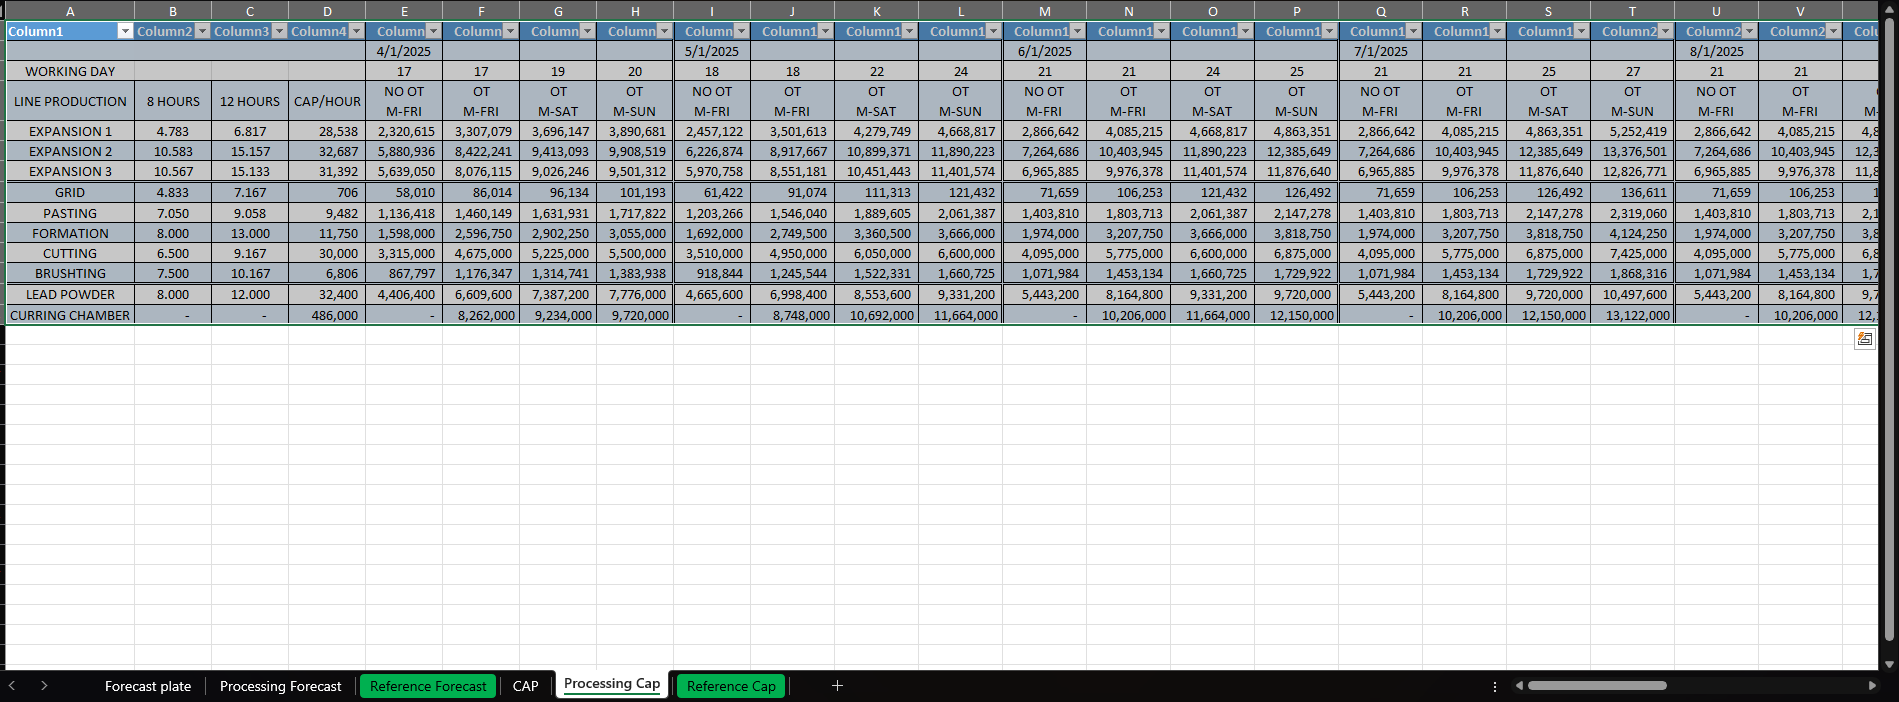 A B C D E F G H I J K L M N O P Q R S T U V
Column1 Column2 Column3 Column4 Column Column Column Column Column Column1 Column1 Column1 Column1 Column1 Column1 Column1 Column1 Column1 Column1 Column2 Column2 Column2 Colu
4/1/2025 5/1/2025 6/1/2025 7/1/2025 8/1/2025
WORKING DAY 17 17 19 20 18 18 22 24 21 21 24 25 21 21 25 27 21 21
LINE PRODUCTION 8 HOURS 12 HOURS CAP/HOUR NO OT OT OT OT NO OT OT OT OT NO OT OT OT OT NO OT OT OT OT NO OT OT
M-FRI M-FRI M-SAT M-SUN M-FRI M-FRI M-SAT M-SUN M-FRI M-FRI M-SAT M-SUN M-FRI M-FRI M-SAT M-SUN M-FRI M-FRI M-
EXPANSION 1 4.783 6.817 28,538 2,320,615 3,307,079 3,696,147 3,890,681 2,457,122 3,501,613 4,279,749 4,668,817 2,866,642 4,085,215 4,668,817 4,863,351 2,866,642 4,085,215 4,863,351 5,252,419 2,866,642 4,085,215 4,8
EXPANSION 2 10.583 15.157 32,687 5,880,936 8,422,241 9,413,093 9,908,519 6,226,874 8,917,667 10,899,371 11,890,223 7,264,686 10,403,945 11,890,223 12,385,649 7,264,686 10,403,945 12,385,649 13,376,501 7,264,686 10,403,945 12,3
EXPANSION 3 10.567 15.133 31,392 5,639,050 8,076,115 9,026,246 9,501,312 5,970,758 8,551,181 10,451,443 11,401,574 6,965,885 9,976,378 11,401,574 11,876,640 6,965,885 9,976,378 11,876,640 12,826,771 6,965,885 9,976,378 11,8
GRID 4.833 7.167 706 58,010 86,014 96,134 101,193 61,422 91,074 111,313 121,432 71,659 106,253 121,432 126,492 71,659 106,253 126,492 136,611 71,659 106,253 1
PASTING 7.050 9.058 9,482 1,136,418 1,460,149 1,631,931 1,717,822 1,203,266 1,546,040 1,889,605 2,061,387 1,403,810 1,803,713 2,061,387 2,147,278 1,403,810 1,803,713 2,147,278 2,319,060 1,403,810 1,803,713 2,1
FORMATION 8.000 13.000 11,750 1,598,000 2,596,750 2,902,250 3,055,000 1,692,000 2,749,500 3,360,500 3,666,000 1,974,000 3,207,750 3,666,000 3,818,750 1,974,000 3,207,750 3,818,750 4,124,250 1,974,000 3,207,750 3,8
CUTTING 6.500 9.167 30,000 3,315,000 4,675,000 5,225,000 5,500,000 3,510,000 4,950,000 6,050,000 6,600,000 4,095,000 5,775,000 6,600,000 6,875,000 4,095,000 5,775,000 6,875,000 7,425,000 4,095,000 5,775,000 6,8
BRUSHTING 7.500 10.167 6,806 867,797 1,176,347 1,314,741 1,383,938 918,844 1,245,544 1,522,331 1,660,725 1,071,984 1,453,134 1,660,725 1,729,922 1,071,984 1,453,134 1,729,922 1,868,316 1,071,984 1,453,134 1,7
LEAD POWDER 8.000 12.000 32,400 4,406,400 6,609,600 7,387,200 7,776,000 4,665,600 6,998,400 8,553,600 9,331,200 5,443,200 8,164,800 9,331,200 9,720,000 5,443,200 8,164,800 9,720,000 10,497,600 5,443,200 8,164,800 9,7
CURRING CHAMBER - - 486,000 - 8,262,000 9,234,000 9,720,000 - 8,748,000 10,692,000 11,664,000 - 10,206,000 11,664,000 12,150,000 - 10,206,000 12,150,000 13,122,000 - 10,206,000 12,
Forecast plate Processing Forecast Reference Forecast CAP Processing Cap Reference Cap